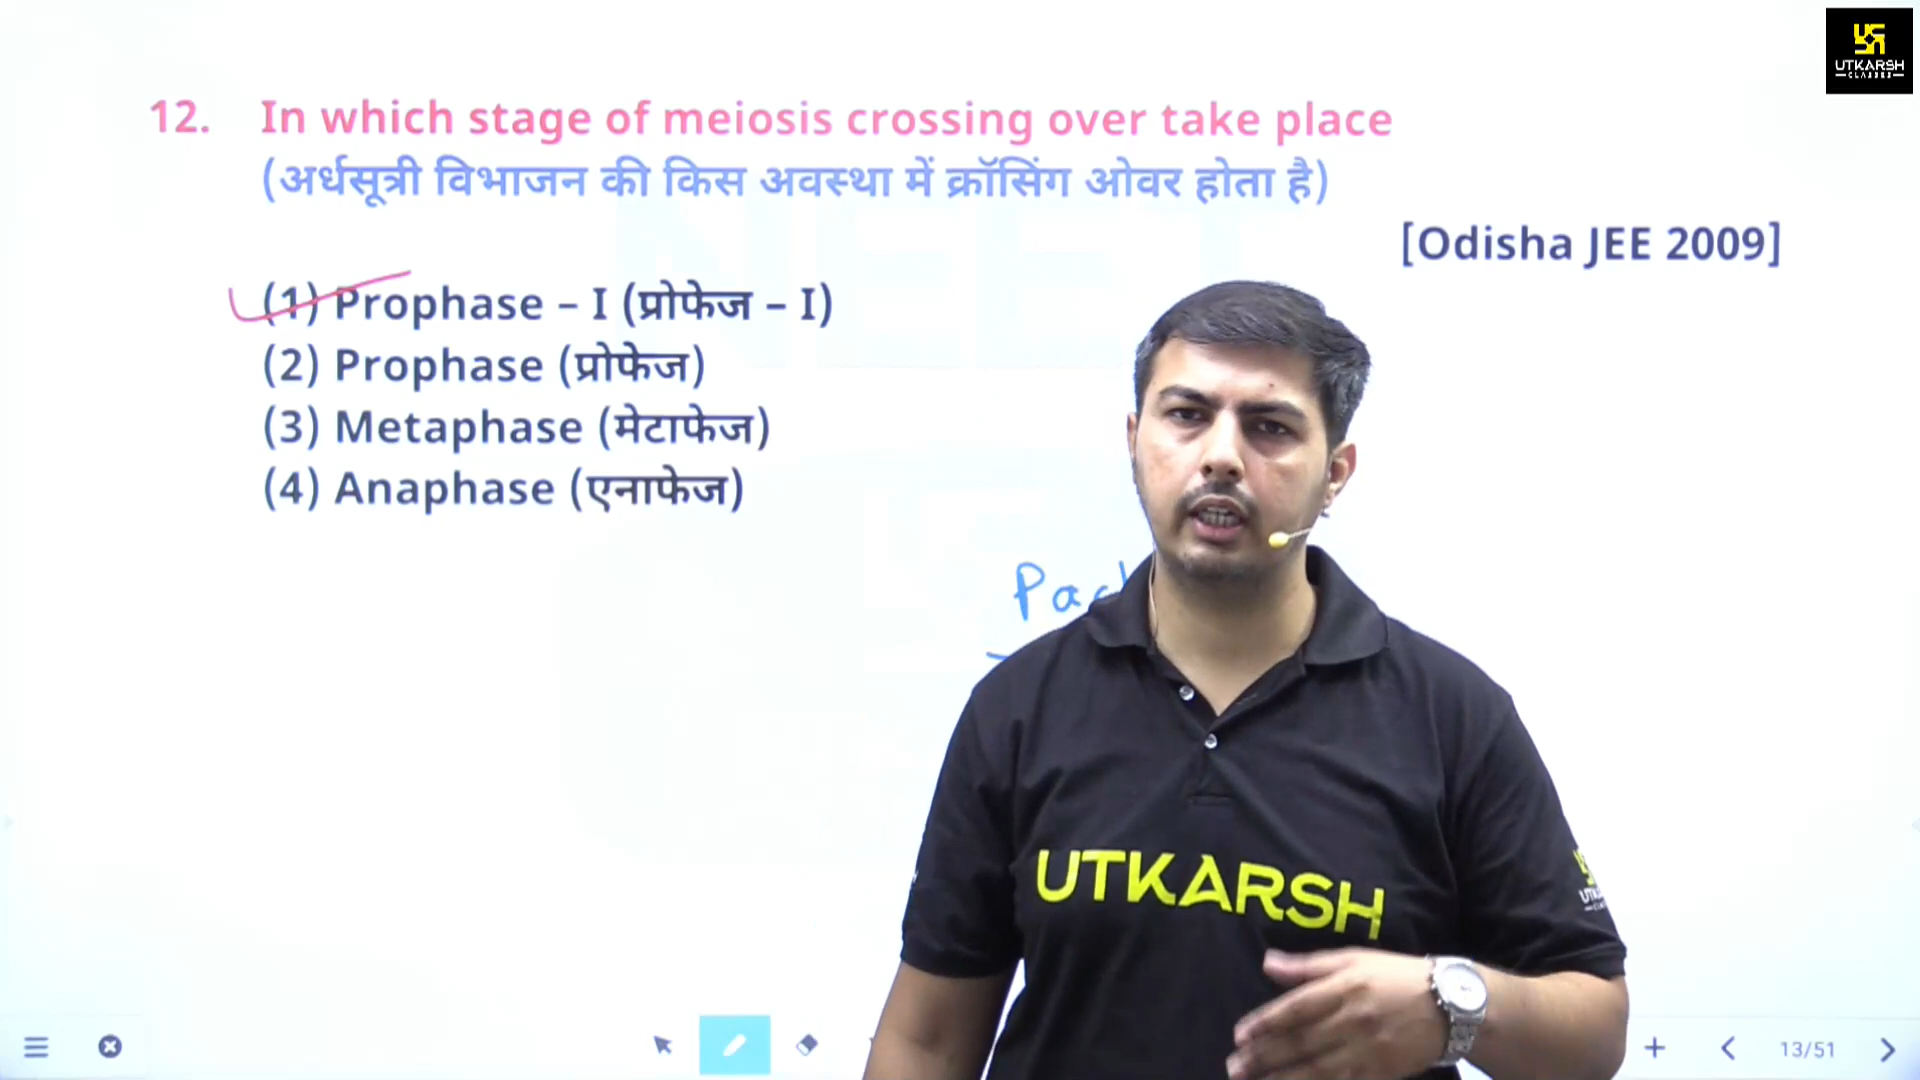 UTKARSH
CLASSES
12. In which stage of meiosis crossing over take place
(अर्धसूत्री विभाजन की किस अवस्था में क्रॉसिंग ओवर होता है)
[Odisha JEE 2009]
(1) Prophase – I (प्रोफेज – I)
(2) Prophase (प्रोफेज)
(3) Metaphase (मेटाफेज)
(4) Anaphase (एनाफेज)
UTKARSH
13/51